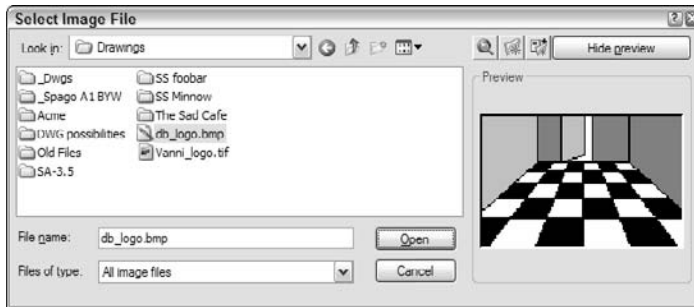 Select Image File
Look in: Drawings
Hide preview
_Dwgs
_Spago A1 BYW
Acme
DWG possibilities
Old Files
SA-3.5
SS foobar
SS Minnow
The Sad Cafe
db_logo.bmp
Vanni_logo.tif
Preview
File name: db_logo.bmp
Open
Files of type: All image files
Cancel